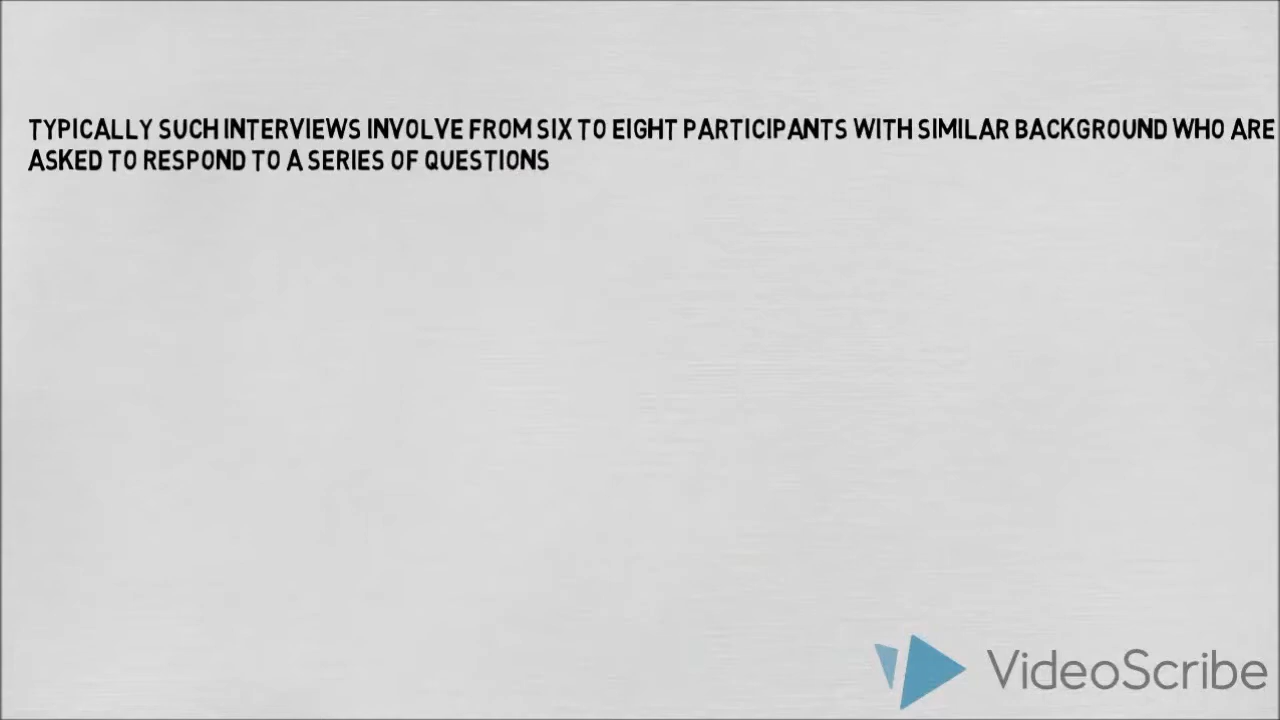 TYPICALLY SUCH INTERVIEWS INVOLVE FROM SIX TO EIGHT PARTICIPANTS WITH SIMILAR BACKGROUND WHO ARE
ASKED TO RESPOND TO A SERIES OF QUESTIONS
VideoScribe